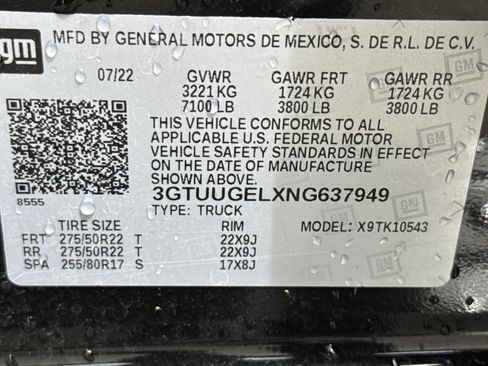 gm
MFD BY GENERAL MOTORS DE MEXICO, S. DE R.L. DE C.V.
07/22 GVWR GAWR FRT GAWR RR
3221 KG 1724 KG 1724 KG
7100 LB 3800 LB 3800 LB
THIS VEHICLE CONFORMS TO ALL
APPLICABLE U.S. FEDERAL MOTOR
VEHICLE SAFETY STANDARDS IN EFFECT
ON THE DATE OF MANUFACTURE
SHOWN ABOVE.
8555 3GTUUGELXNG637949
TYPE: TRUCK MODEL: X9TK10543
TIRE SIZE RIM
FRT 275/50R22 T 22X9J
RR 275/50R22 T 22X9J
SPA 255/80R17 S 17X8J